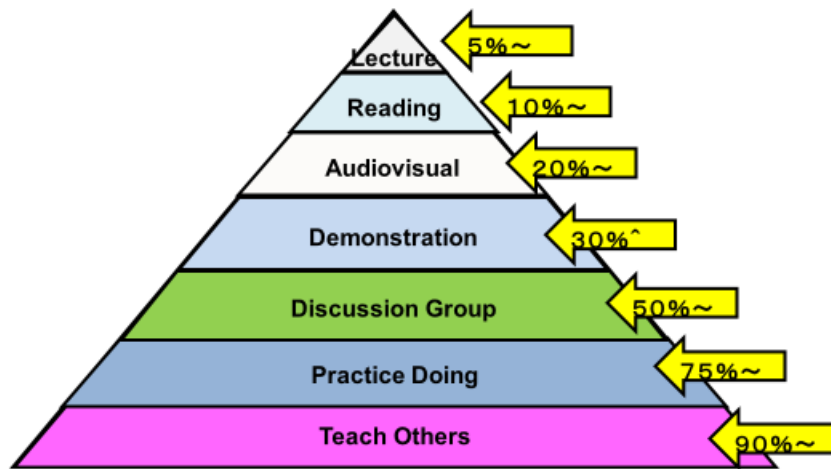 Lecture
5%~
Reading
10%~
Audiovisual
20%~
Demonstration
30%^
Discussion Group
50%~
Practice Doing
75%~
Teach Others
90%~